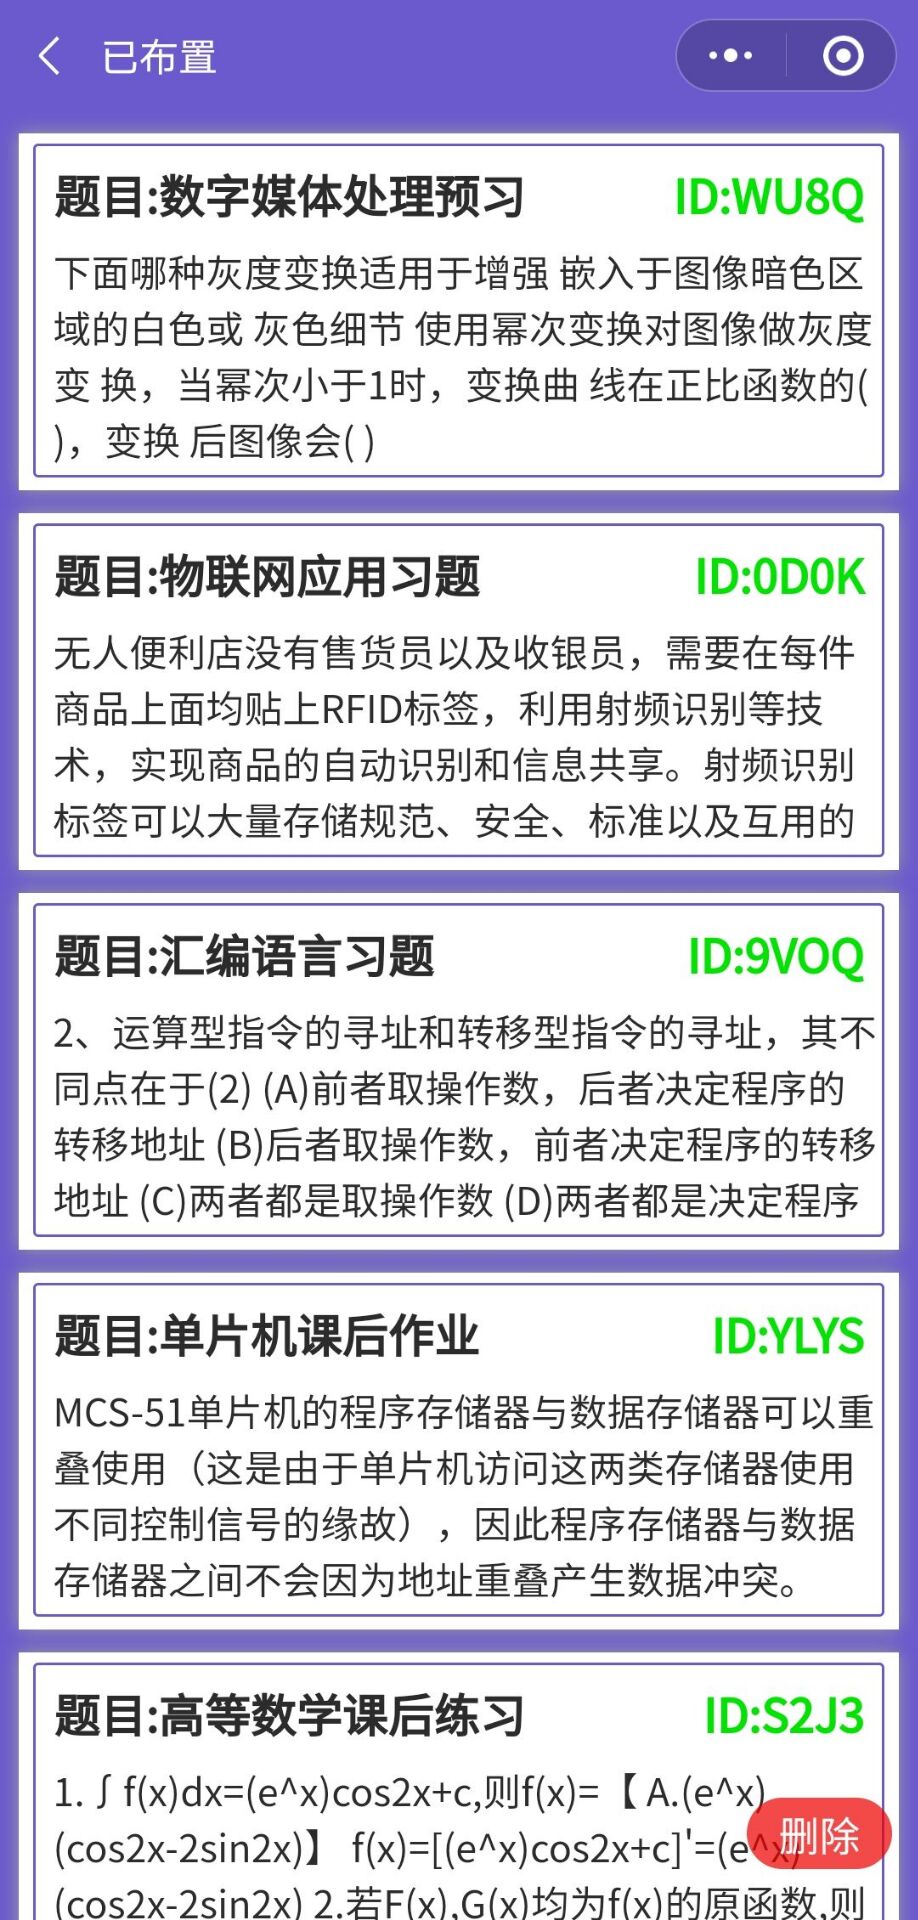 已布置
题目:数字媒体处理预习 ID:WU8Q
下面哪种灰度变换适用于增强 嵌入于图像暗色区
域的白色或 灰色细节 使用幂次变换对图像做灰度
变 换，当幂次小于1时，变换曲 线在正比函数的(
)，变换 后图像会( )
题目:物联网应用习题 ID:0D0K
无人便利店没有售货员以及收银员，需要在每件
商品上面均贴上RFID标签，利用射频识别等技
术，实现商品的自动识别和信息共享。射频识别
标签可以大量存储规范、安全、标准以及互用的
题目:汇编语言习题 ID:9VOQ
2、运算型指令的寻址和转移型指令的寻址，其不
同点在于(2) (A)前者取操作数，后者决定程序的
转移地址 (B)后者取操作数，前者决定程序的转移
地址 (C)两者都是取操作数 (D)两者都是决定程序
题目:单片机课后作业 ID:YLYS
MCS-51单片机的程序存储器与数据存储器可以重
叠使用（这是由于单片机访问这两类存储器使用
不同控制信号的缘故），因此程序存储器与数据
存储器之间不会因为地址重叠产生数据冲突。
题目:高等数学课后练习 ID:S2J3
1.∫f(x)dx=(e^x)cos2x+c,则f(x)=【 A.(e^x)
(cos2x-2sin2x)】 f(x)=[(e^x)cos2x+c]'=(e^x)
删除
(cos2x-2sin2x) 2.若F(x),G(x)均为f(x)的原函数,则